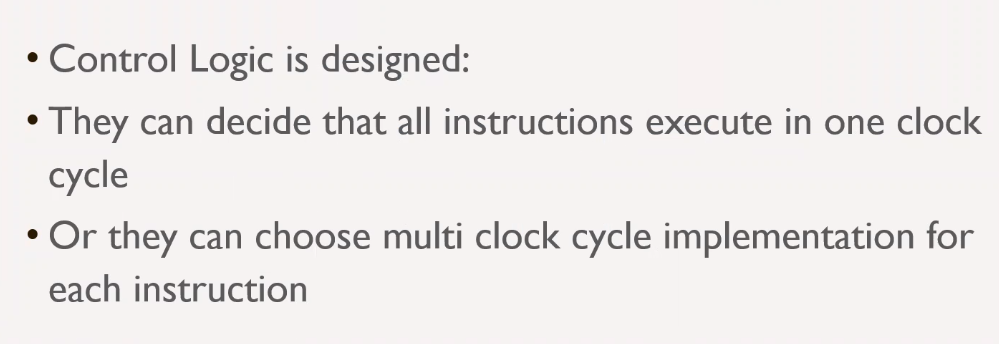 • Control Logic is designed:
• They can decide that all instructions execute in one clock
cycle
• Or they can choose multi clock cycle implementation for
each instruction